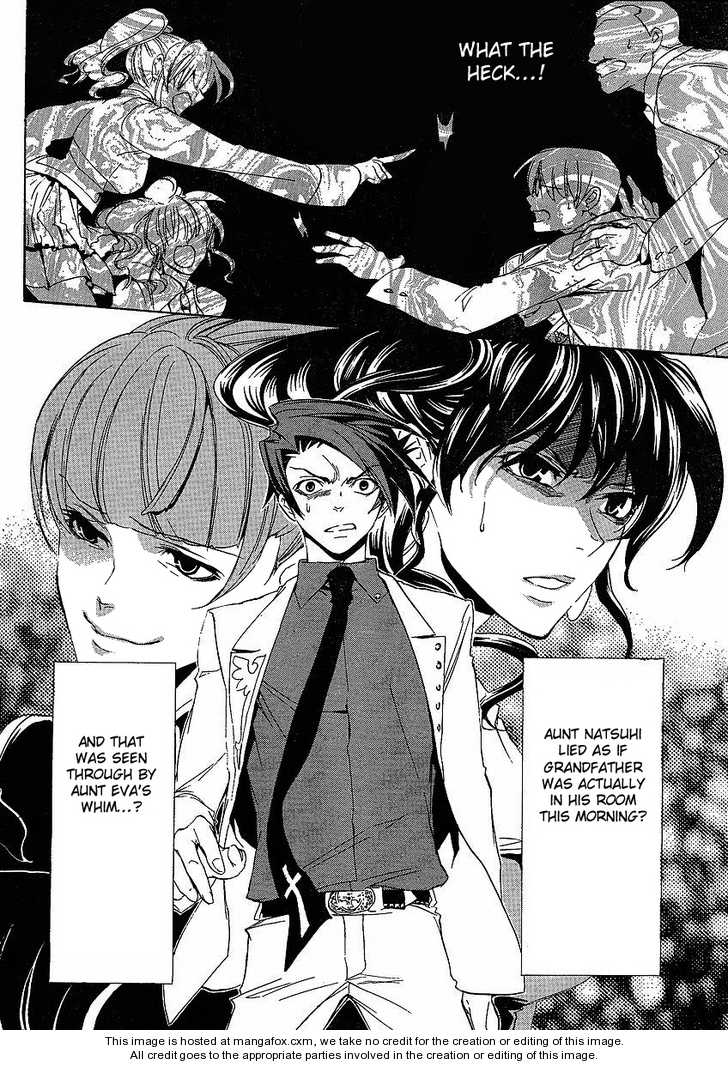 WHAT THE
HECK...!
AUNT NATSUHI
LIED AS IF
GRANDFATHER
WAS ACTUALLY
IN HIS ROOM
THIS MORNING?
AND THAT
WAS SEEN
THROUGH BY
AUNT EVA'S
WHIM...?
This image is hosted at mangafox.cxm, we take no credit for the creation or editing of this image.
All credit goes to the appropriate parties involved in the creation or editing of this image.